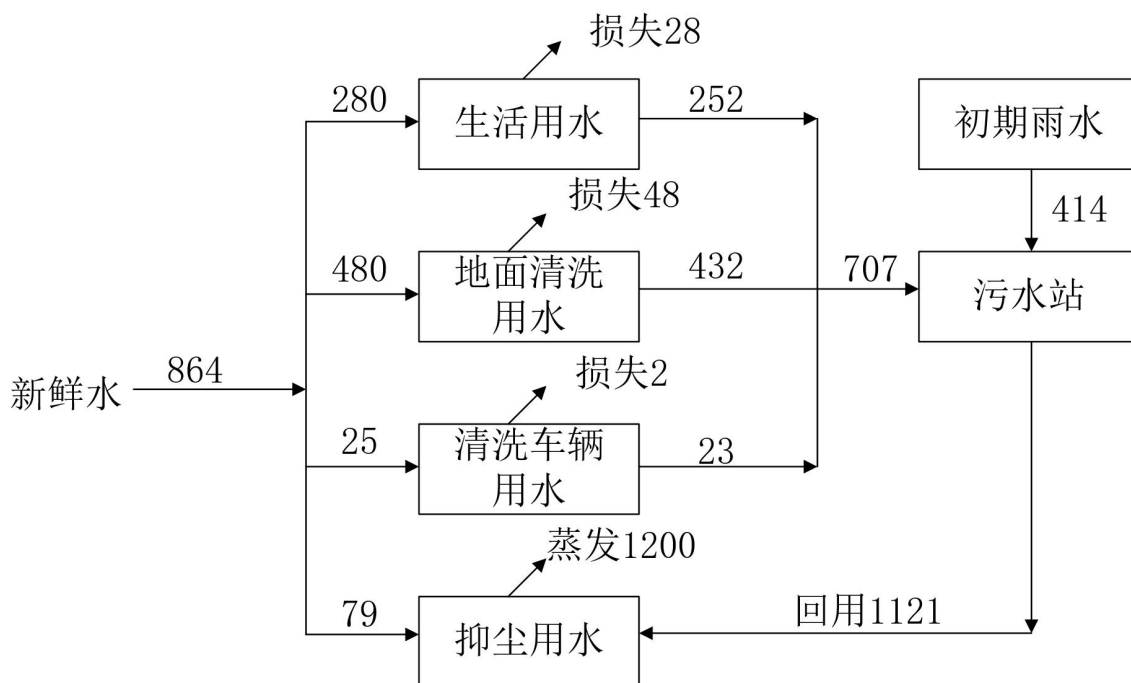 损失28
280
生活用水
252
初期雨水
损失48
414
480
地面清洗
用水
432
707
污水站
新鲜水
864
损失2
25
清洗车辆
用水
23
蒸发1200
79
抑尘用水
回用1121